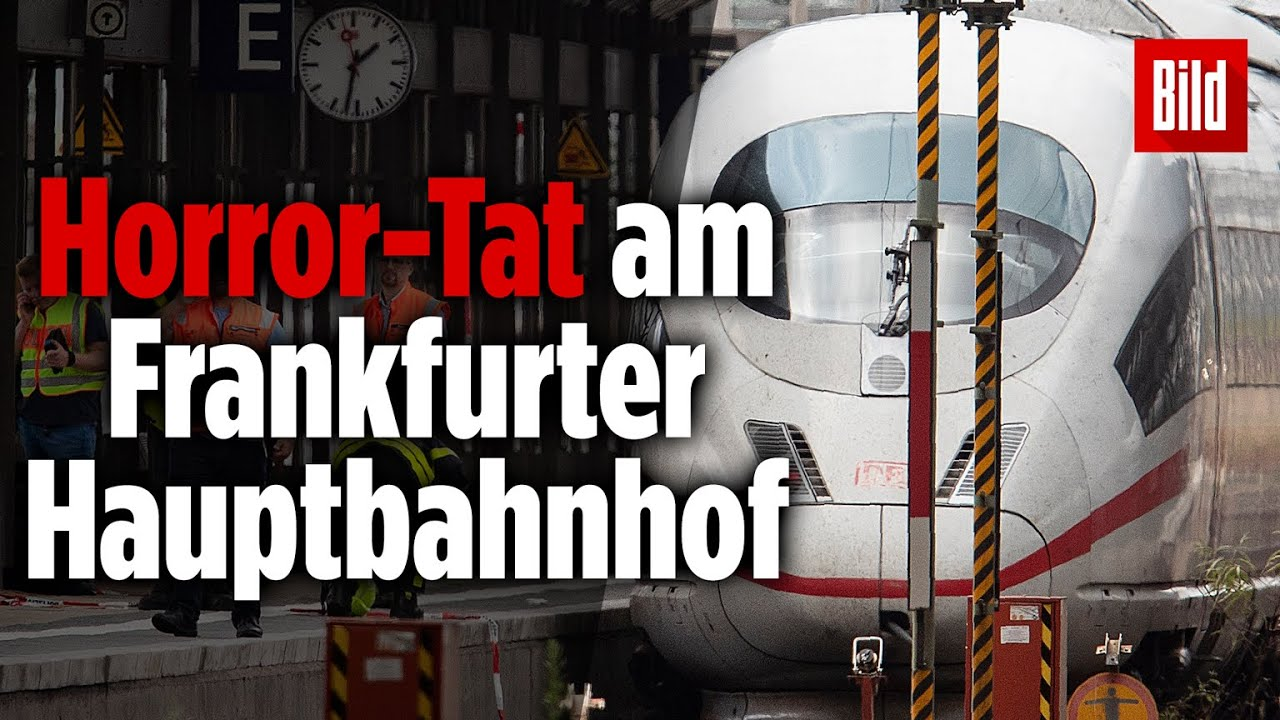 E
Bild
Horror-Tat am
Frankfurter
Hauptbahnhof